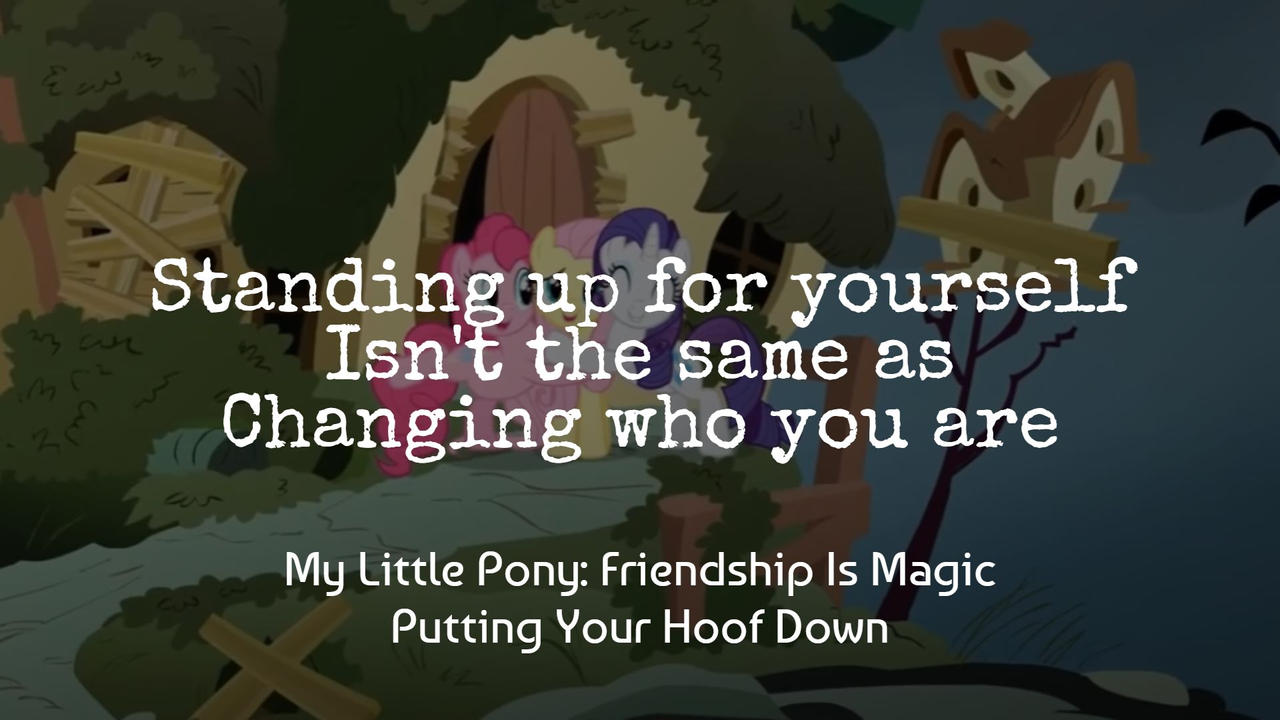 Standing up for yourself
Isn't the same as
Changing who you are
My Little Pony: Friendship Is Magic
Putting Your Hoof Down